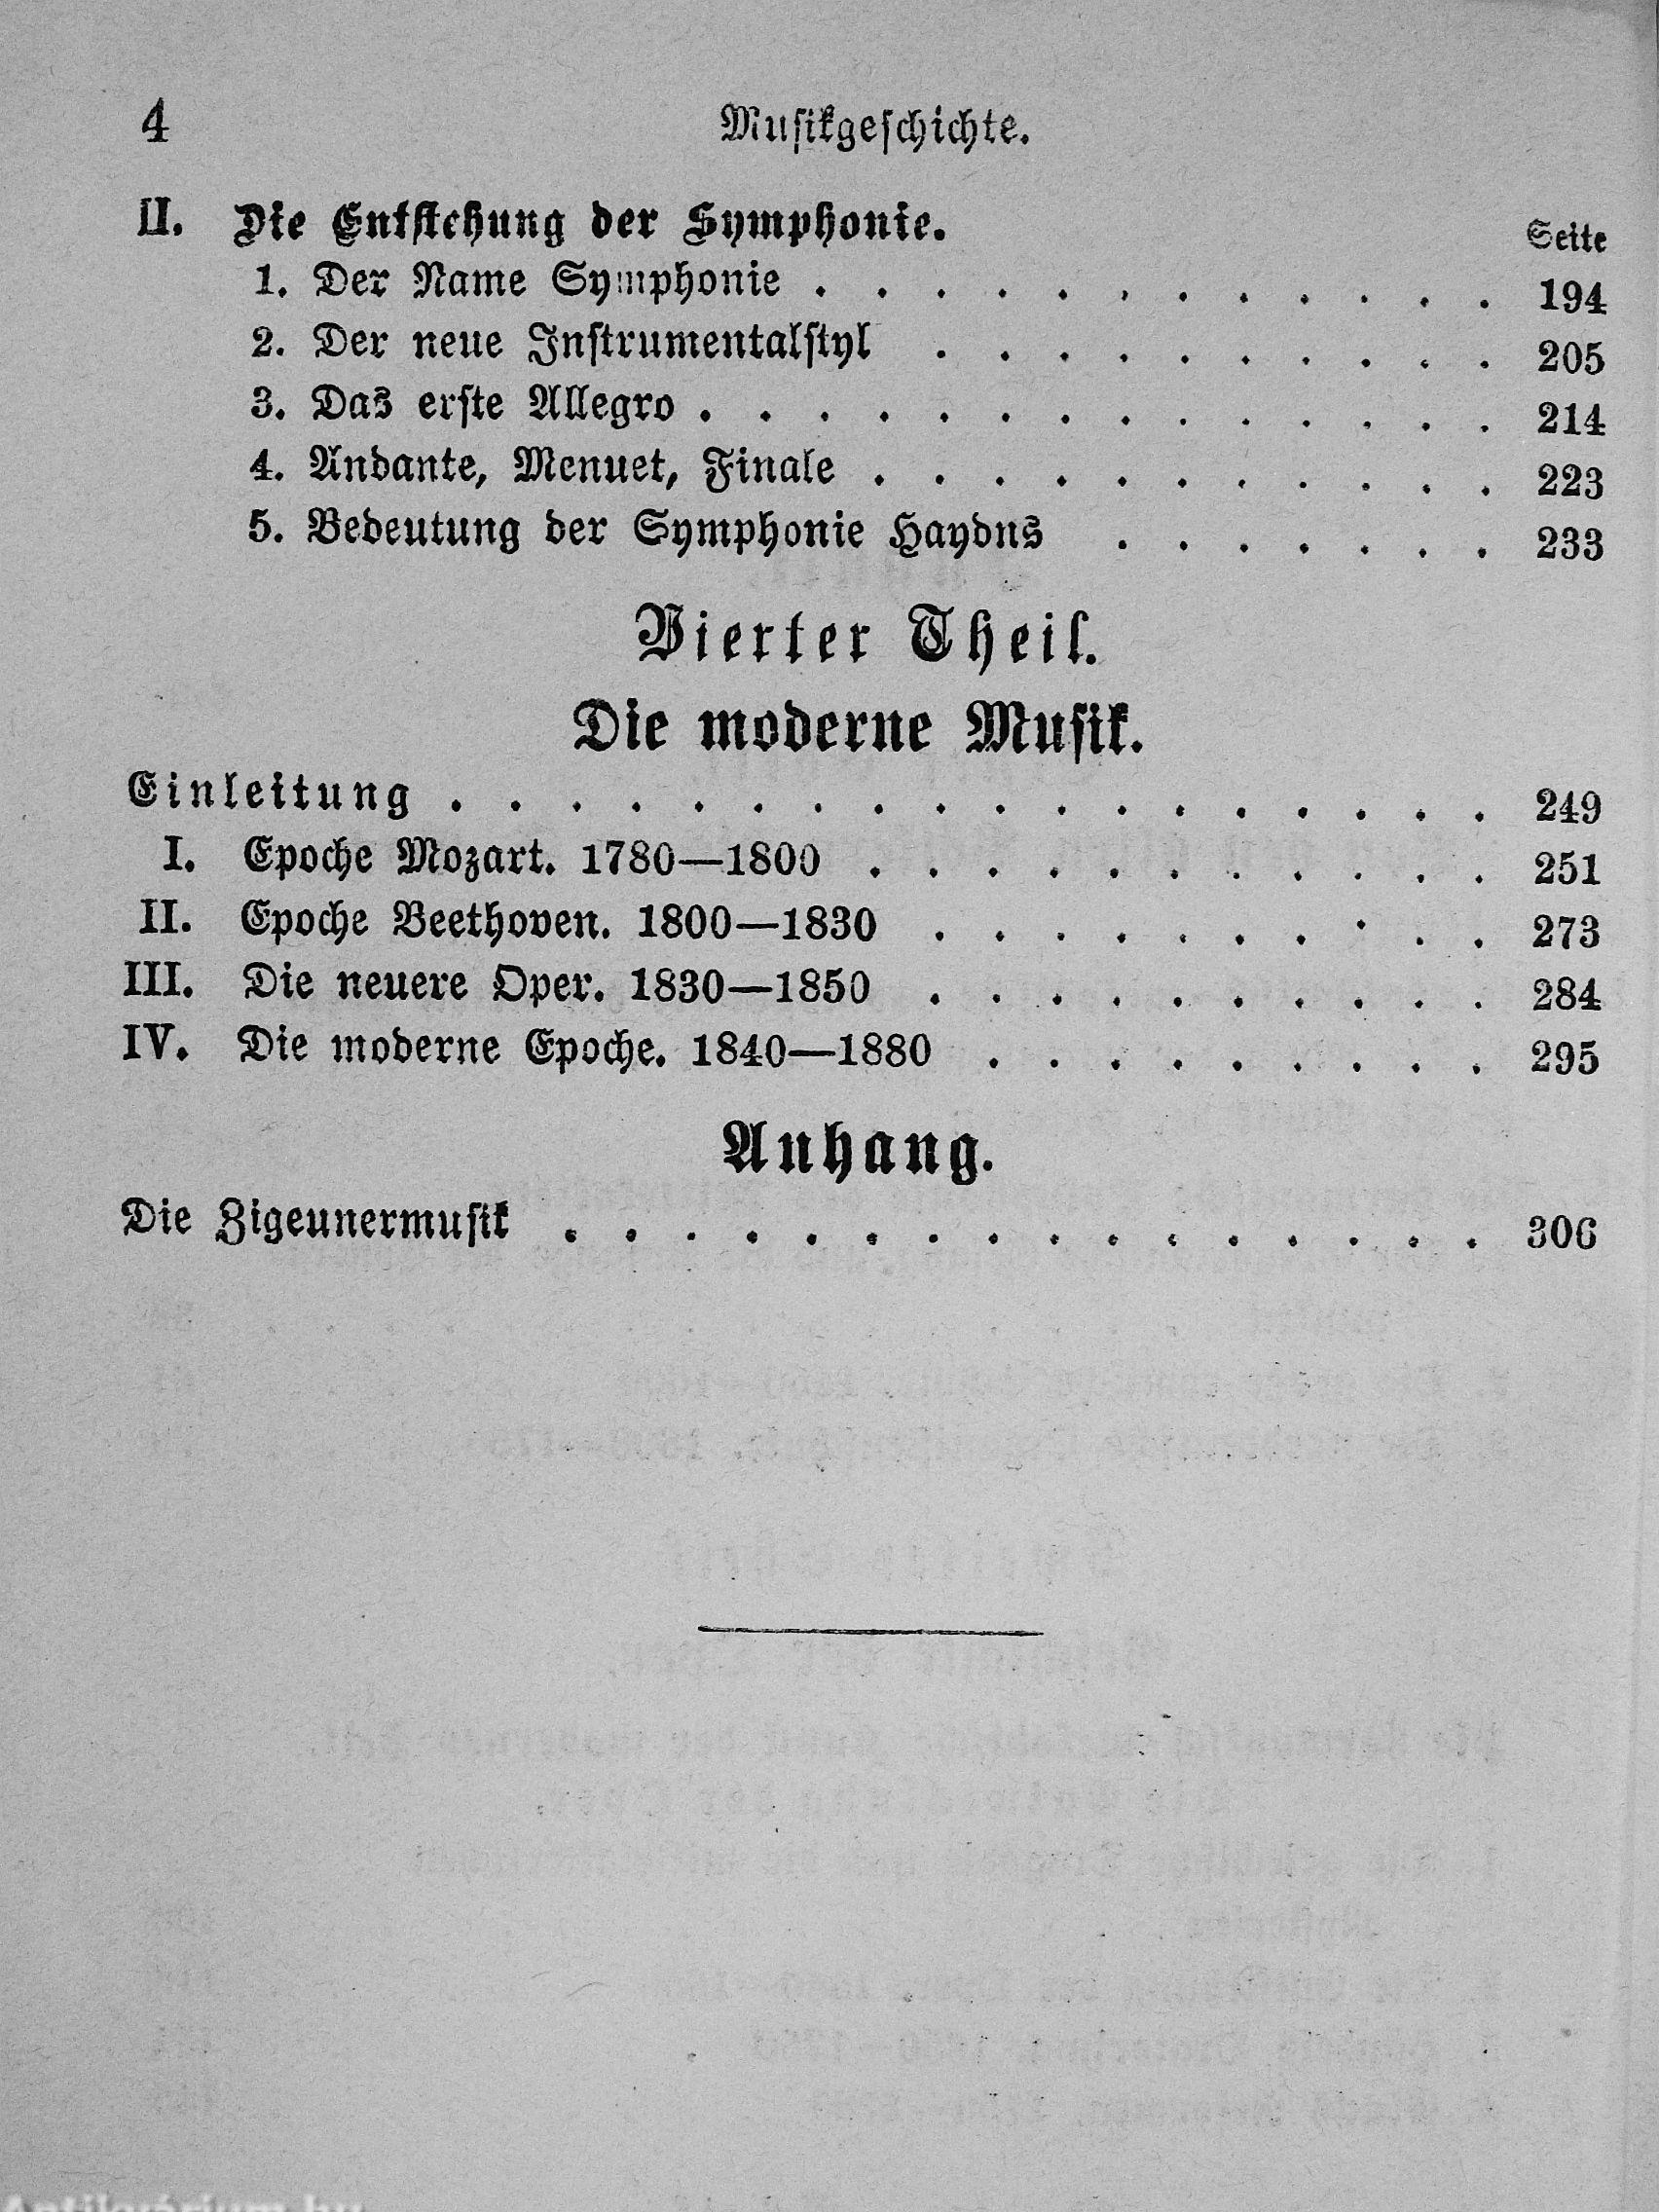 4 Musikgeschichte.
II. Die Entstehung der Symphonie. Seite
1. Der Name Symphonie . . . . . . . . . . . . 194
2. Der neue Instrumentalstyl . . . . . . . . . . 205
3. Das erste Allegro . . . . . . . . . . . . . . 214
4. Andante, Menuet, Finale . . . . . . . . . . . 223
5. Bedeutung der Symphonie Haydns . . . . . . . 233
Vierter Theil.
Die moderne Musik.
Einleitung . . . . . . . . . . . . . . . . . . 249
I. Epoche Mozart. 1780—1800 . . . . . . . . . . . 251
II. Epoche Beethoven. 1800—1830 . . . . . . . . . . 273
III. Die neuere Oper. 1830—1850 . . . . . . . . . . 284
IV. Die moderne Epoche. 1840—1880 . . . . . . . . . 295
Anhang.
Die Zigeunermusik . . . . . . . . . . . . . . . . 306